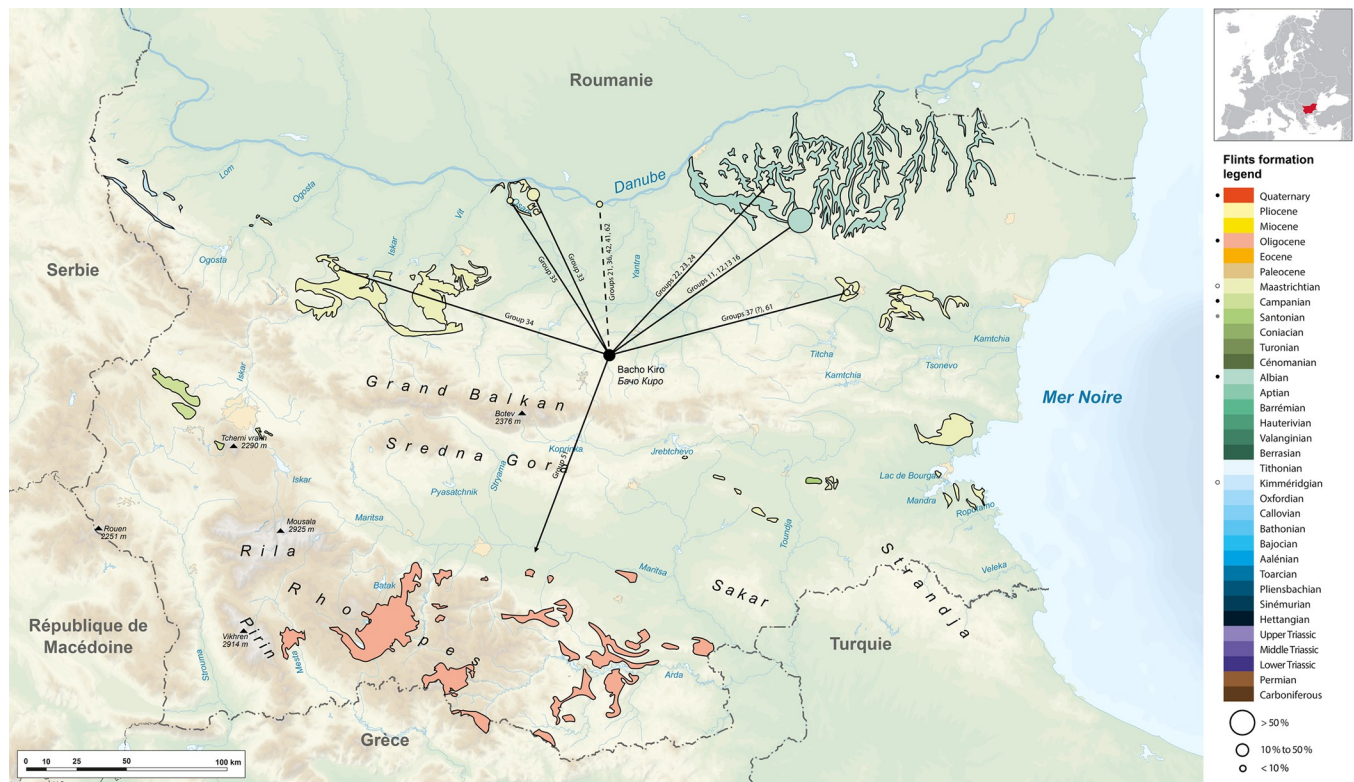 Roumanie
Danube
Lom
Ogosta
Vit
Iskar
Ogosta
Yantra
Serbie
Groups 21, 36, 42, 41, 62
Group 33
Group 35
Groups 22, 23, 24
Groups 11, 12,13 16
Group 34
Groups 37 (?), 61
Bacho Kiro
Бачо Киро
Titcha
Kamtchia
Tsonevo
Kamtchia
Iskar
Grand Balkan
Botev
2376 m
Mer Noire
Tcherni vrakh
2290 m
Sredna Gora
Koprinka
Jrebtchevo
Group 51
Iskar
Pyasatchnik
Stryama
Lac de Bourgas
Mandra
Ropotamo
Maritsa
Rouen
2251 m
Mousala
2925 m
Rila
Toundja
Strandja
Veleka
Batak
Maritsa
Sakar
Rhodopes
République de
Macédoine
Pirin
Vikhren
2914 m
Strouma
Mesta
Arda
Turquie
Grèce
0 10 25 50 100 km
Flints formation
legend
Quaternary
Pliocene
Miocene
Oligocene
Eocene
Paleocene
Maastrichtian
Campanian
Santonian
Coniacian
Turonian
Cénomanian
Albian
Aptian
Barrémian
Hauterivian
Valanginian
Berrasian
Tithonian
Kimméridgian
Oxfordian
Callovian
Bathonian
Bajocian
Aalénian
Toarcian
Pliensbachian
Sinémurian
Hettangian
Upper Triassic
Middle Triassic
Lower Triassic
Permian
Carboniferous
> 50 %
10 % to 50 %
< 10 %